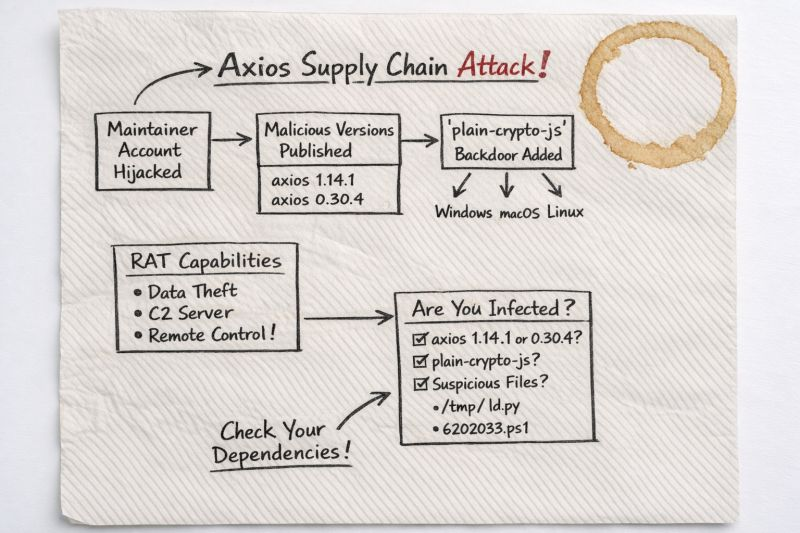 Axios Supply Chain Attack!
Maintainer
Account
Hijacked
Malicious Versions
Published
axios 1.14.1
axios 0.30.4
'plain-crypto-js'
Backdoor Added
Windows macOS Linux
RAT Capabilities
• Data Theft
• C2 Server
• Remote Control!
Are You Infected?
☑ axios 1.14.1 or 0.30.4?
☑ plain-crypto-js?
☑ Suspicious Files?
• /tmp/ld.py
• 6202033.ps1
Check Your
Dependencies!